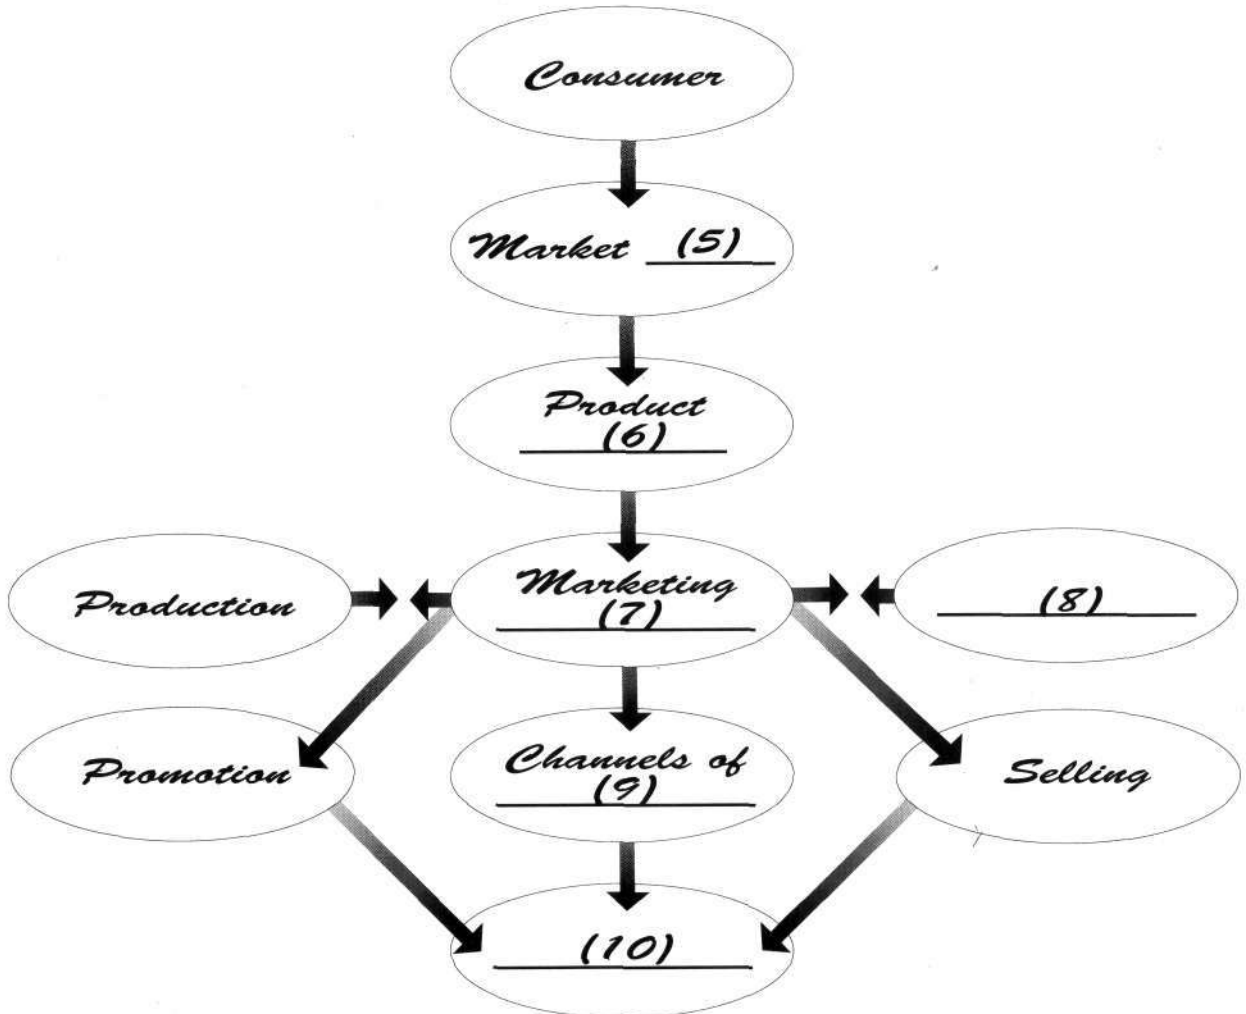 Consumer
Market (5)
Product
(6)
Production
Marketing
(7)
(8)
Promotion
Channels of
(9)
Selling
(10)